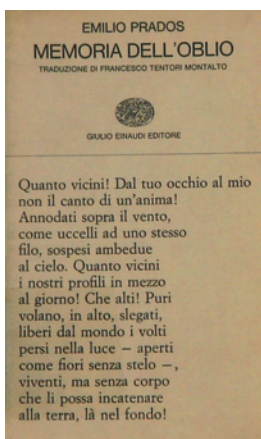 EMILIO PRADOS
MEMORIA DELL'OBLIO
TRADUZIONE DI FRANCESCO TENTORI MONTALTO
GIULIO EINAUDI EDITORE
Quanto vicini! Dal tuo occhio al mio
non il canto di un'anima!
Annodati sopra il vento,
come uccelli ad uno stesso
filo, sospesi ambedue
al cielo. Quanto vicini
i nostri profili in mezzo
al giorno! Che alti! Puri
volano, in alto, slegati,
liberi dal mondo i volti
persi nella luce – aperti
come fiori senza stelo –,
viventi, ma senza corpo
che li possa incatenare
alla terra, là nel fondo!